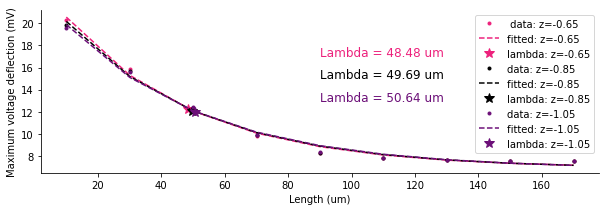 Maximum voltage deflection (mV)
20
18
16
14
12
10
8
Lambda = 48.48 um
Lambda = 49.69 um
Lambda = 50.64 um
data: z=-0.65
fitted: z=-0.65
lambda: z=-0.65
data: z=-0.85
fitted: z=-0.85
lambda: z=-0.85
data: z=-1.05
fitted: z=-1.05
lambda: z=-1.05
20 40 60 80 100 120 140 160
Length (um)